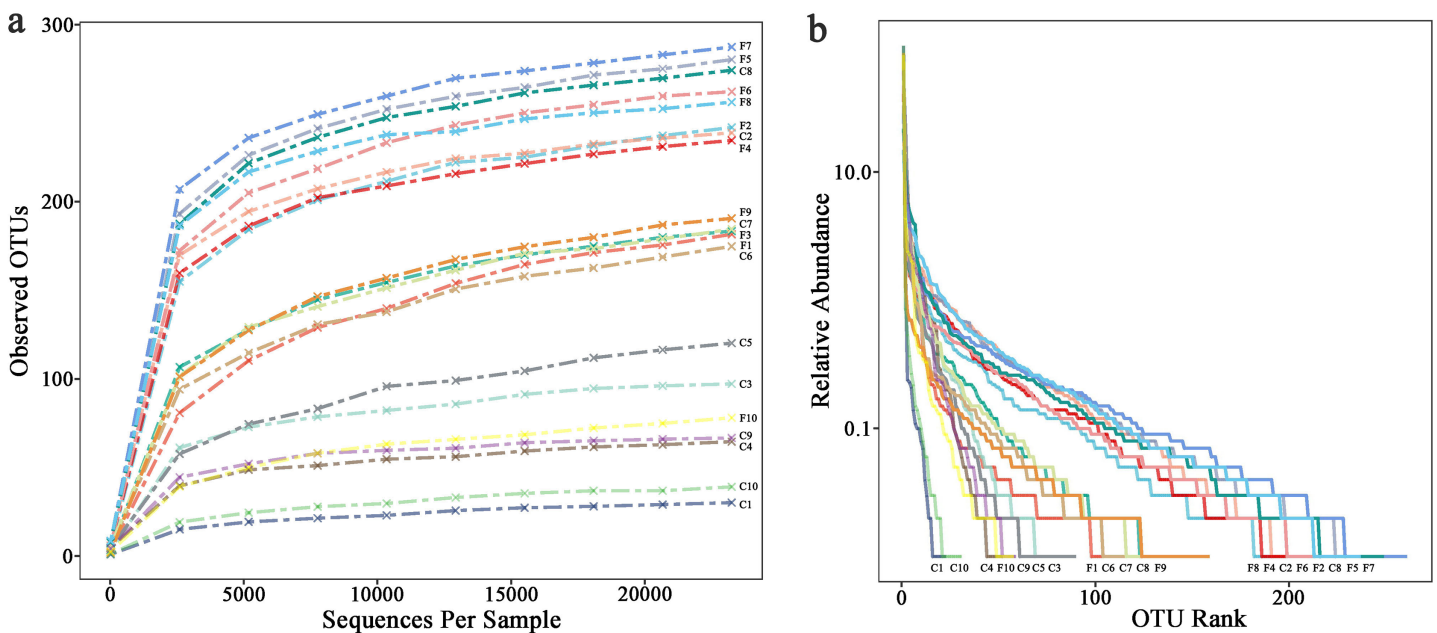 a
300
200
100
0
Observed OTUs
F7
F5
C8
F6
F8
F2
C2
F4
F9
C7
F3
F1
C6
C5
C3
F10
C9
C4
C10
C1
0 5000 10000 15000 20000
Sequences Per Sample
b
10.0
0.1
Relative Abundance
C1 C10 C4 F10 C9 C5 C3 F1 C6 C7 C8 F9 F8 F4 C2 F6 F2 C8 F5 F7
0 100 200
OTU Rank